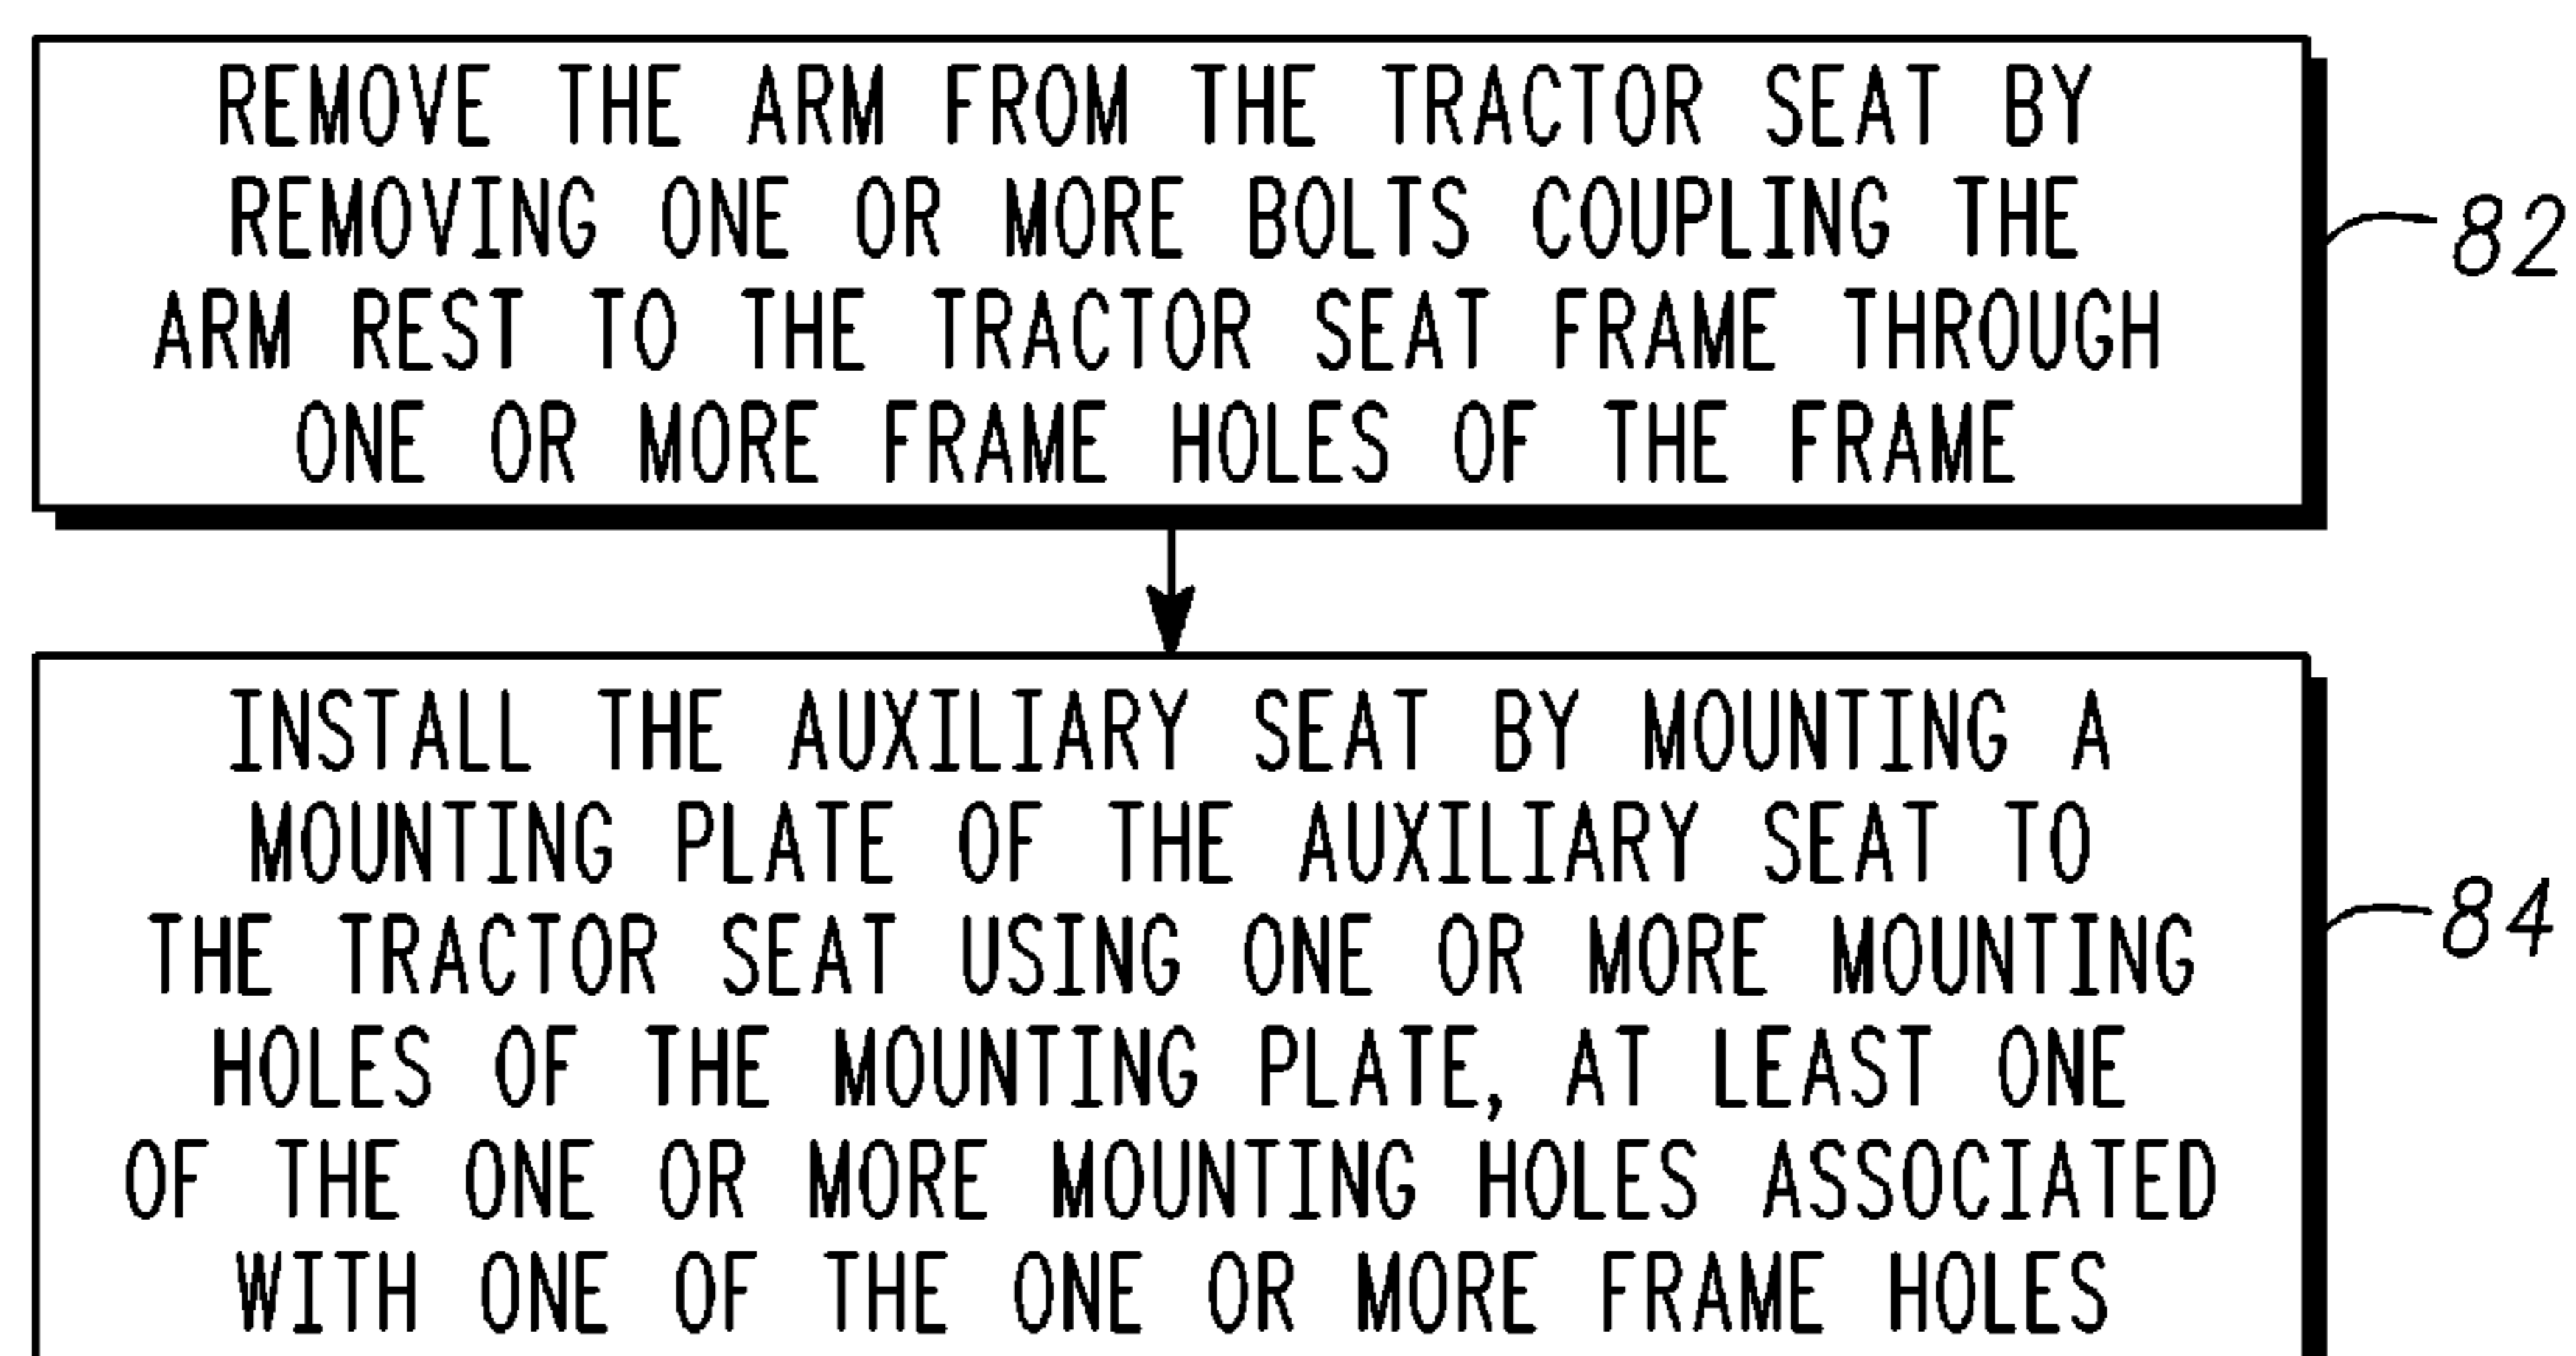 REMOVE THE ARM FROM THE TRACTOR SEAT BY
REMOVING ONE OR MORE BOLTS COUPLING THE
ARM REST TO THE TRACTOR SEAT FRAME THROUGH
ONE OR MORE FRAME HOLES OF THE FRAME
82
INSTALL THE AUXILIARY SEAT BY MOUNTING A
MOUNTING PLATE OF THE AUXILIARY SEAT TO
THE TRACTOR SEAT USING ONE OR MORE MOUNTING
HOLES OF THE MOUNTING PLATE, AT LEAST ONE
OF THE ONE OR MORE MOUNTING HOLES ASSOCIATED
WITH ONE OF THE ONE OR MORE FRAME HOLES
84